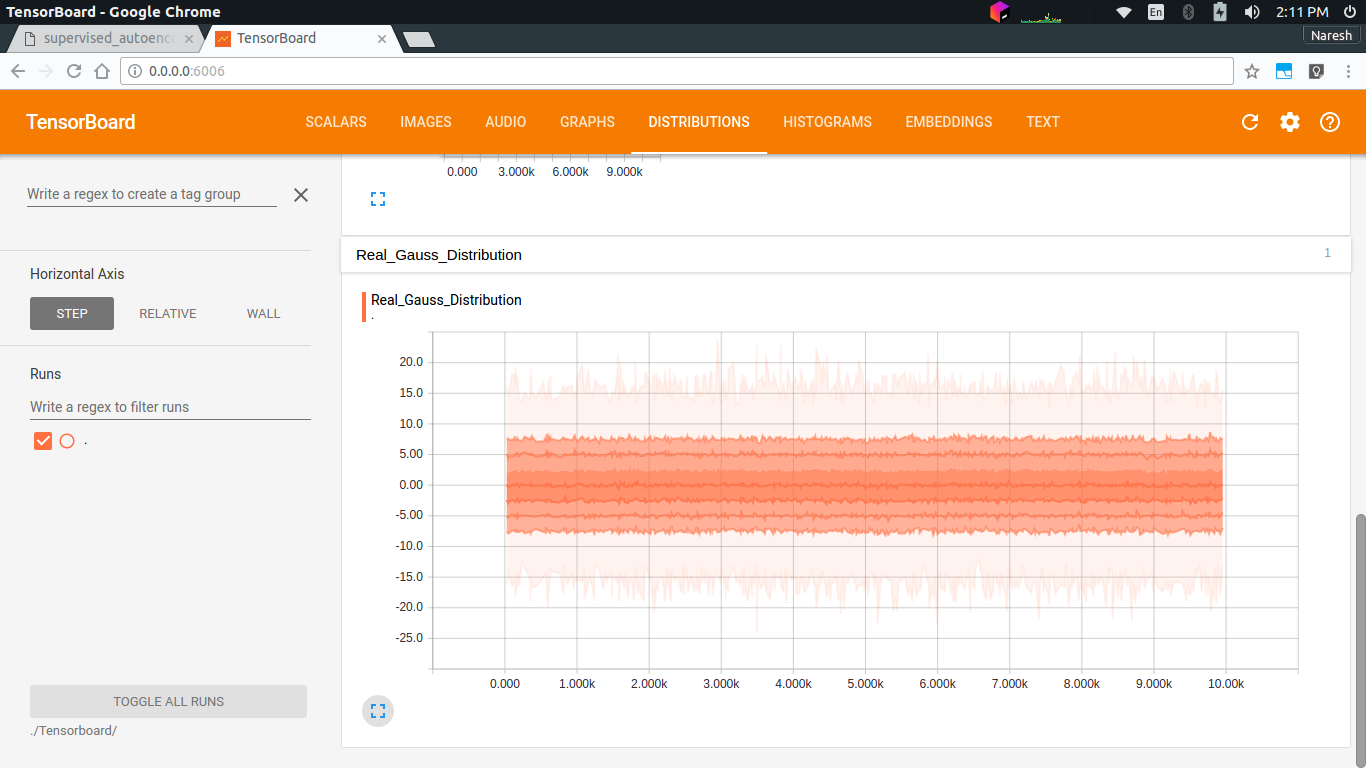 TensorBoard - Google Chrome
En
2:11 PM
supervised_autoenc
TensorBoard
Naresh
0.0.0.0:6006
TensorBoard
SCALARS IMAGES AUDIO GRAPHS DISTRIBUTIONS HISTOGRAMS EMBEDDINGS TEXT
0.000 3.000k 6.000k 9.000k
Write a regex to create a tag group
Real_Gauss_Distribution 1
Horizontal Axis
STEP RELATIVE WALL
Runs
Write a regex to filter runs
.
TOGGLE ALL RUNS
./Tensorboard/
Real_Gauss_Distribution
.
20.0
15.0
10.0
5.00
0.00
-5.00
-10.0
-15.0
-20.0
-25.0
0.000 1.000k 2.000k 3.000k 4.000k 5.000k 6.000k 7.000k 8.000k 9.000k 10.00k